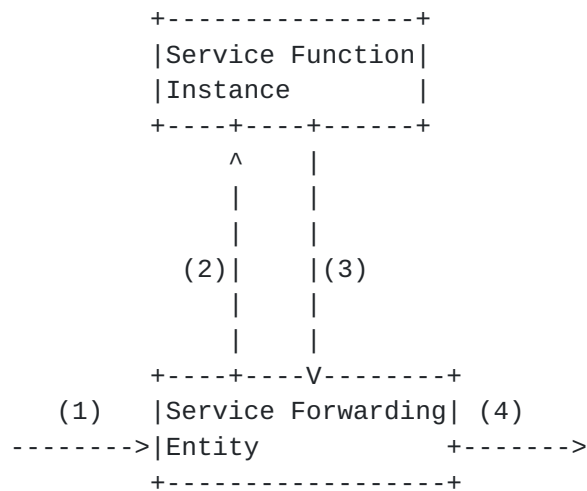 Service Function
Instance
(2) (3)
(1) Service Forwarding (4)
Entity